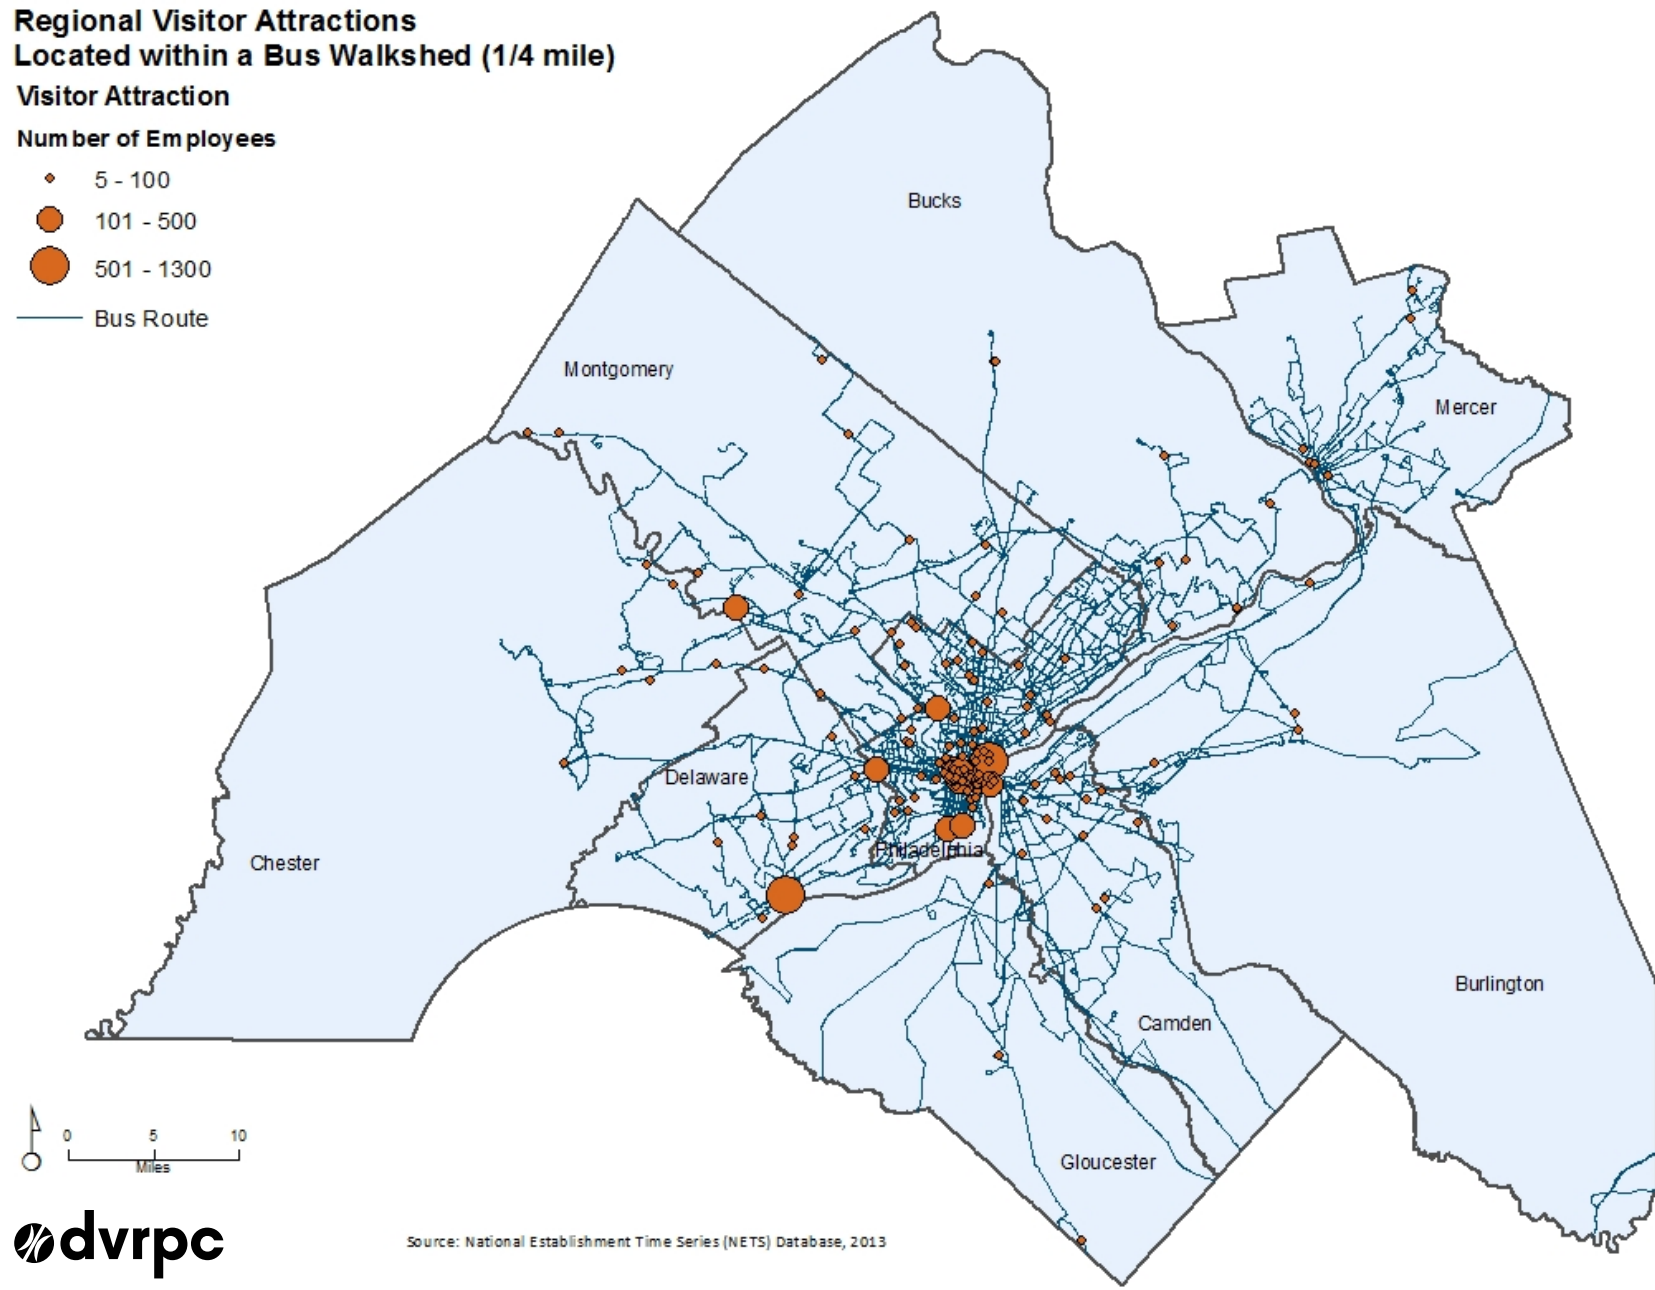 Regional Visitor Attractions
Located within a Bus Walkshed (1/4 mile)
Visitor Attraction
Number of Employees
5 - 100
101 - 500
501 - 1300
Bus Route
Bucks
Montgomery
Mercer
Delaware
Philadelphia
Chester
Burlington
Camden
Gloucester
0 5 10
Miles
dvrpc
Source: National Establishment Time Series (NETS) Database, 2013